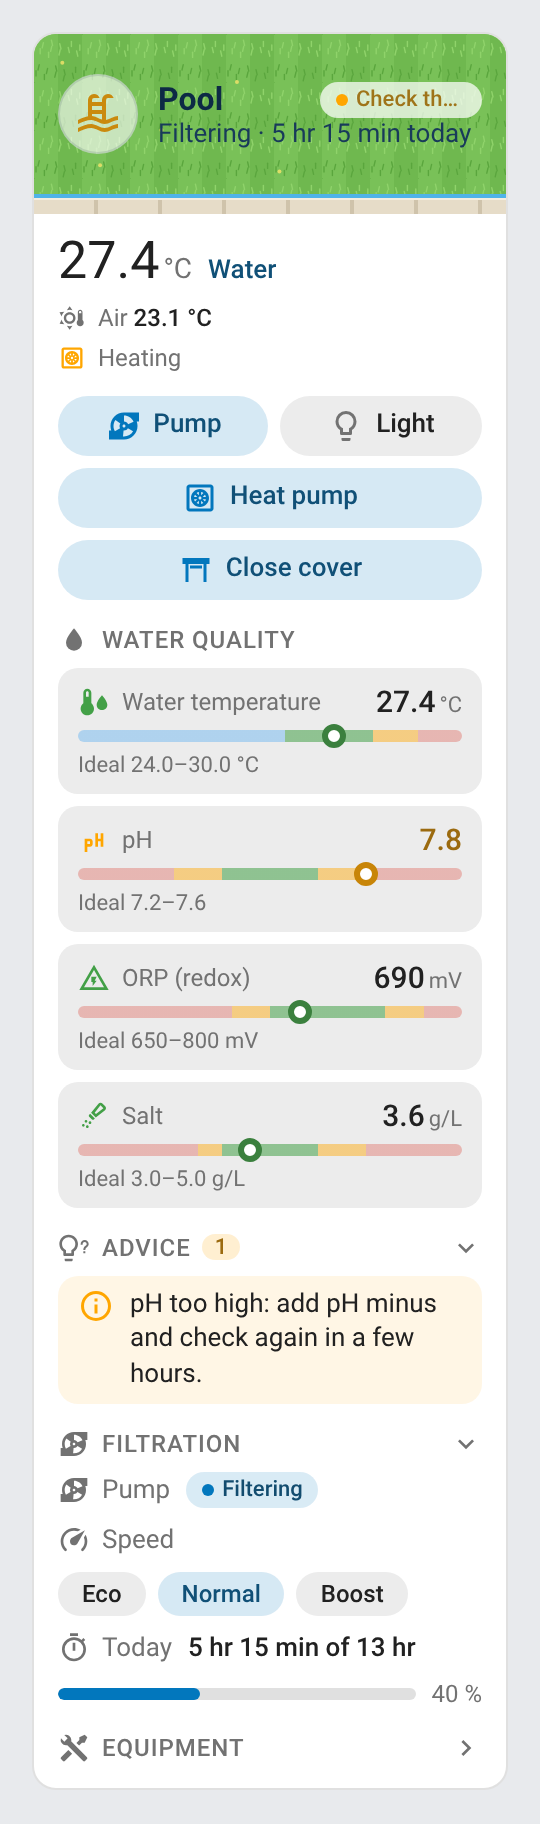 Pool
Check th...
Filtering · 5 hr 15 min today
27.4 °C Water
Air 23.1 °C
Heating
Pump
Light
Heat pump
Close cover
WATER QUALITY
Water temperature 27.4 °C
Ideal 24.0–30.0 °C
pH pH 7.8
Ideal 7.2–7.6
ORP (redox) 690 mV
Ideal 650–800 mV
Salt 3.6 g/L
Ideal 3.0–5.0 g/L
ADVICE 1
pH too high: add pH minus
and check again in a few
hours.
FILTRATION
Pump Filtering
Speed
Eco Normal Boost
Today 5 hr 15 min of 13 hr
40 %
EQUIPMENT